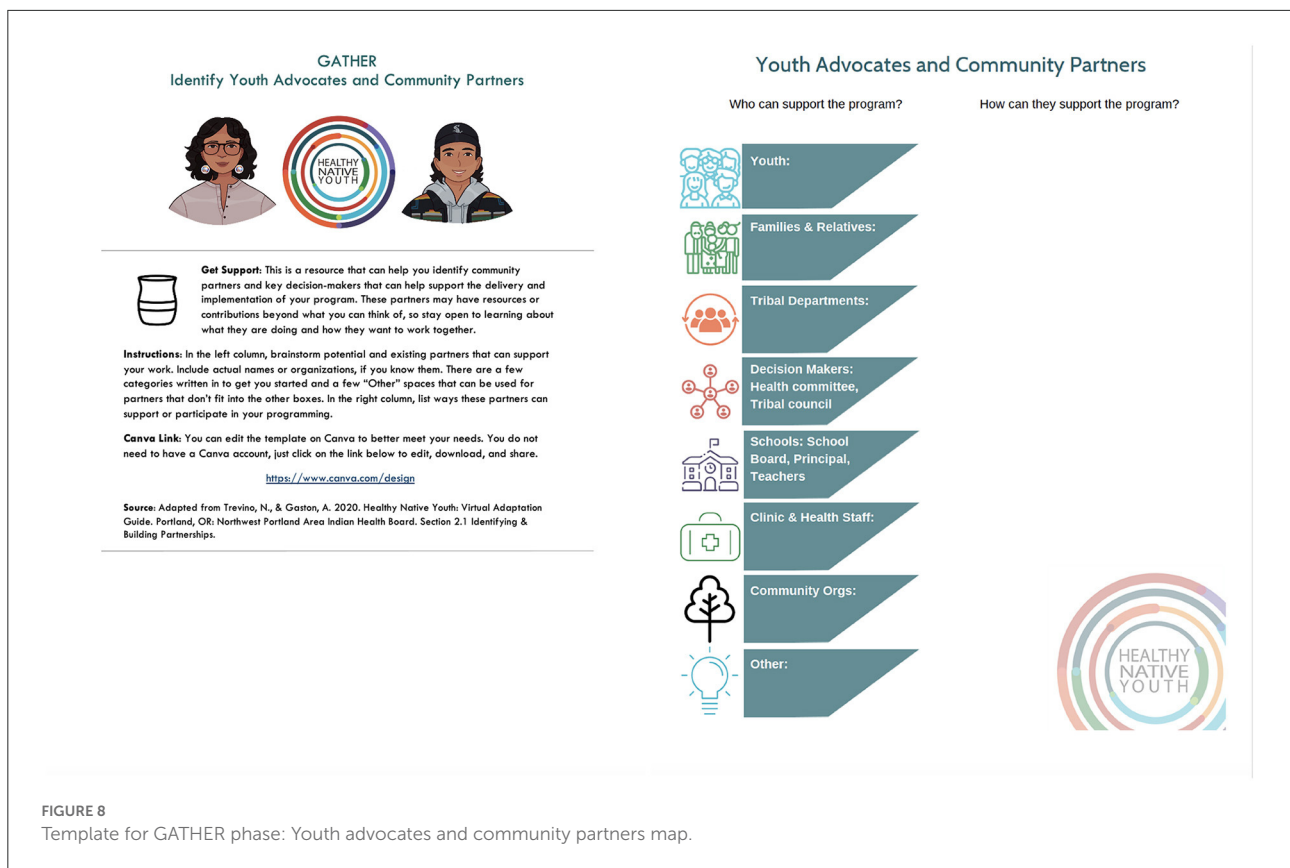 GATHER
Identify Youth Advocates and Community Partners
HEALTHY
NATIVE
YOUTH
Get Support: This is a resource that can help you identify community
partners and key decision-makers that can help support the delivery and
implementation of your program. These partners may have resources or
contributions beyond what you can think of, so stay open to learning about
what they are doing and how they want to work together.
Instructions: In the left column, brainstorm potential and existing partners that can support
your work. Include actual names or organizations, if you know them. There are a few
categories written in to get you started and a few “Other” spaces that can be used for
partners that don't fit into the other boxes. In the right column, list ways these partners can
support or participate in your programming.
Canva Link: You can edit the template on Canva to better meet your needs. You do not
need to have a Canva account, just click on the link below to edit, download, and share.
https://www.canva.com/design
Source: Adapted from Trevino, N., & Gaston, A. 2020. Healthy Native Youth: Virtual Adaptation
Guide. Portland, OR: Northwest Portland Area Indian Health Board. Section 2.1 Identifying &
Building Partnerships.
Youth Advocates and Community Partners
Who can support the program?
How can they support the program?
Youth:
Families & Relatives:
Tribal Departments:
Decision Makers:
Health committee,
Tribal council
Schools: School
Board, Principal,
Teachers
Clinic & Health Staff:
Community Orgs:
Other:
HEALTHY
NATIVE
YOUTH
FIGURE 8
Template for GATHER phase: Youth advocates and community partners map.